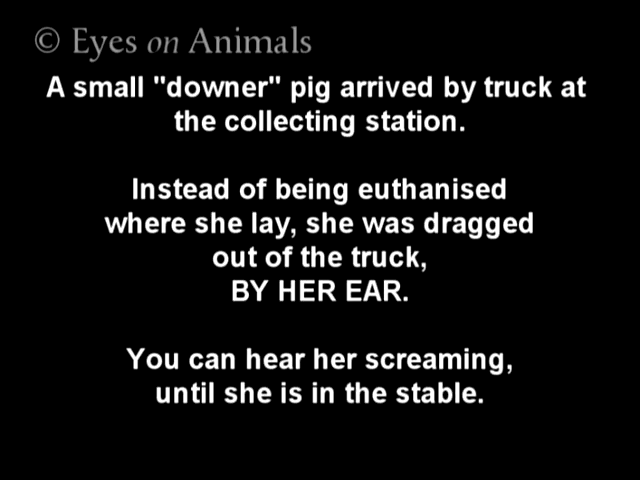 © Eyes on Animals
A small "downer" pig arrived by truck at
the collecting station.
Instead of being euthanised
where she lay, she was dragged
out of the truck,
BY HER EAR.
You can hear her screaming,
until she is in the stable.